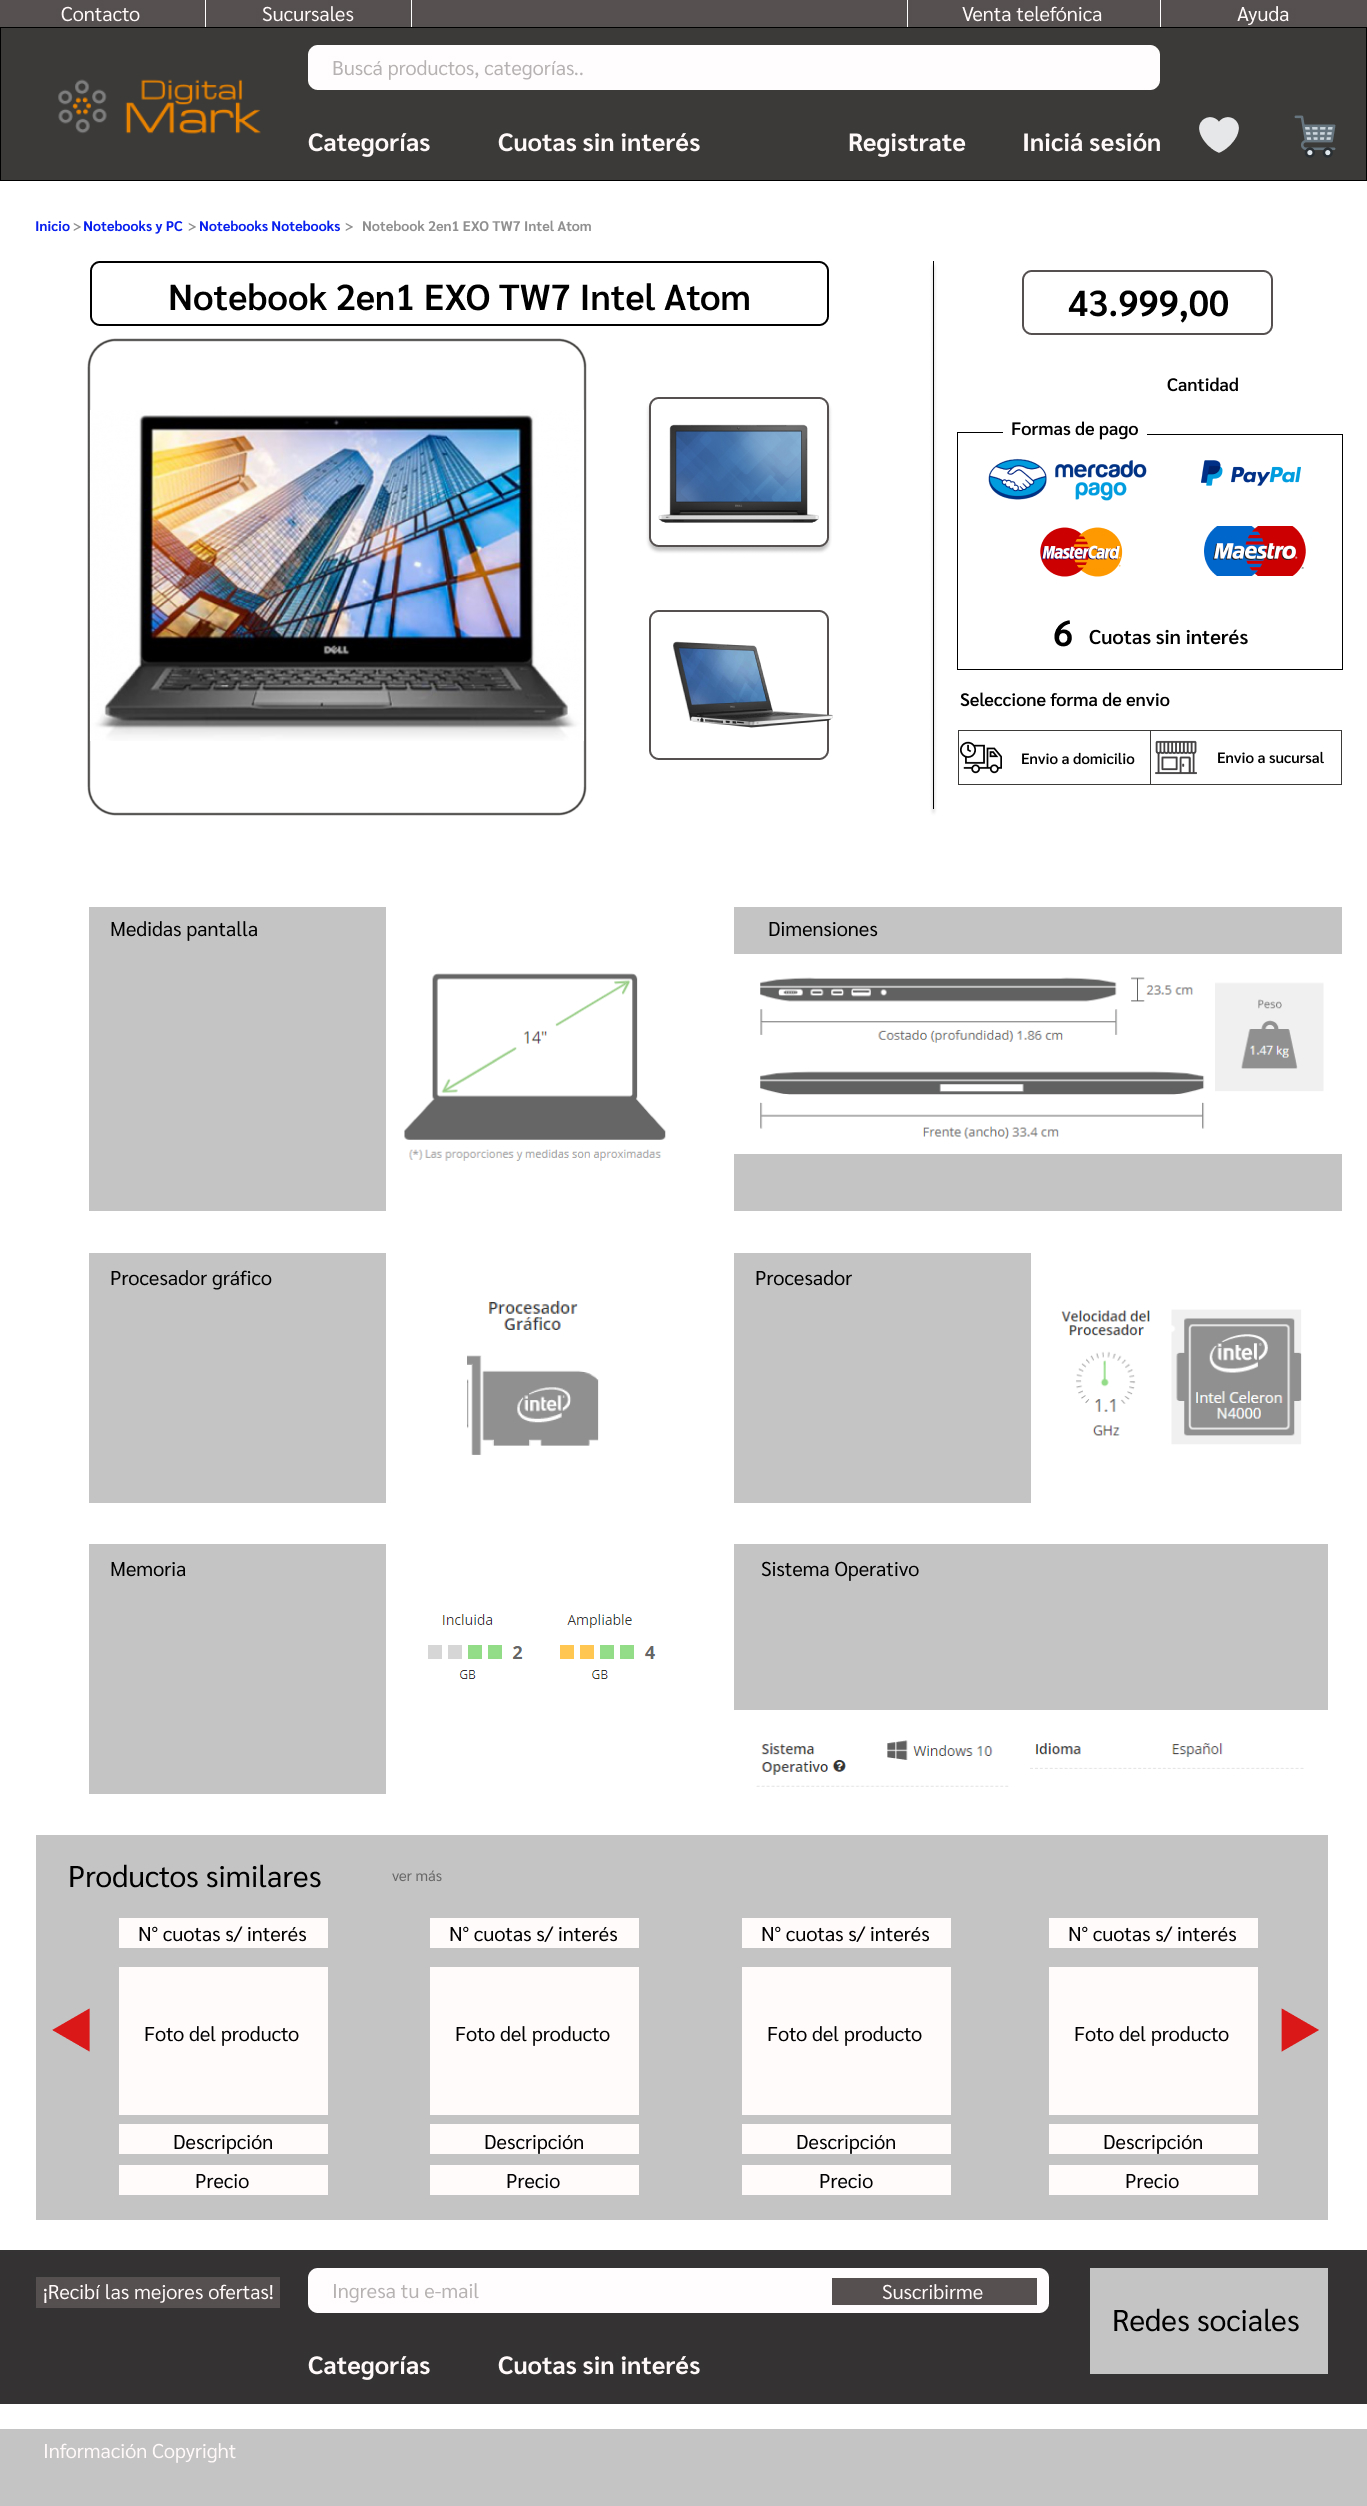 Contacto
Sucursales
Venta telefónica
Ayuda
Digital
Mark
Buscá productos, categorías..
Categorías
Cuotas sin interés
Registrate
Iniciá sesión
Inicio > Notebooks y PC > Notebooks Notebooks > Notebook 2en1 EXO TW7 Intel Atom
Notebook 2en1 EXO TW7 Intel Atom
DELL
43.999,00
Cantidad
Formas de pago
mercado
pago
PayPal
MasterCard
Maestro
6 Cuotas sin interés
Seleccione forma de envio
Envio a domicilio
Envio a sucursal
Medidas pantalla
14"
(*) Las proporciones y medidas son aproximadas
Dimensiones
23.5 cm
Costado (profundidad) 1.86 cm
Peso
1.47 kg
Frente (ancho) 33.4 cm
Procesador gráfico
Procesador
Gráfico
intel
Procesador
Velocidad del
Procesador
1.1
GHz
intel
Intel Celeron
N4000
Memoria
Incluida
2
GB
Ampliable
4
GB
Sistema Operativo
Sistema
Operativo ?
Windows 10
Idioma
Español
Productos similares
ver más
N° cuotas s/ interés
N° cuotas s/ interés
N° cuotas s/ interés
N° cuotas s/ interés
Foto del producto
Foto del producto
Foto del producto
Foto del producto
Descripción
Descripción
Descripción
Descripción
Precio
Precio
Precio
Precio
¡Recibí las mejores ofertas!
Ingresa tu e-mail
Suscribirme
Redes sociales
Categorías
Cuotas sin interés
Información Copyright